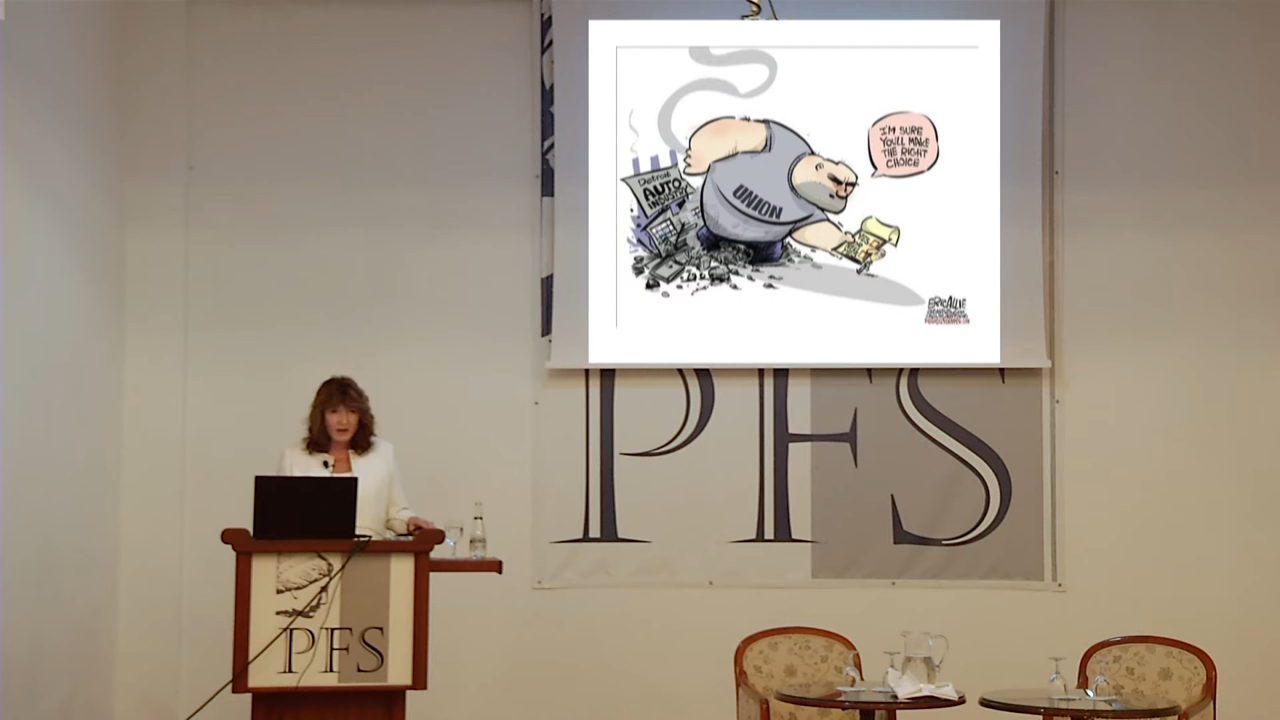 I'M SURE
YOU'LL MAKE
THE RIGHT
CHOICE
Detroit
AUTO
INDUSTRY
UNION
ERIC ALLIE
PFS
PFS